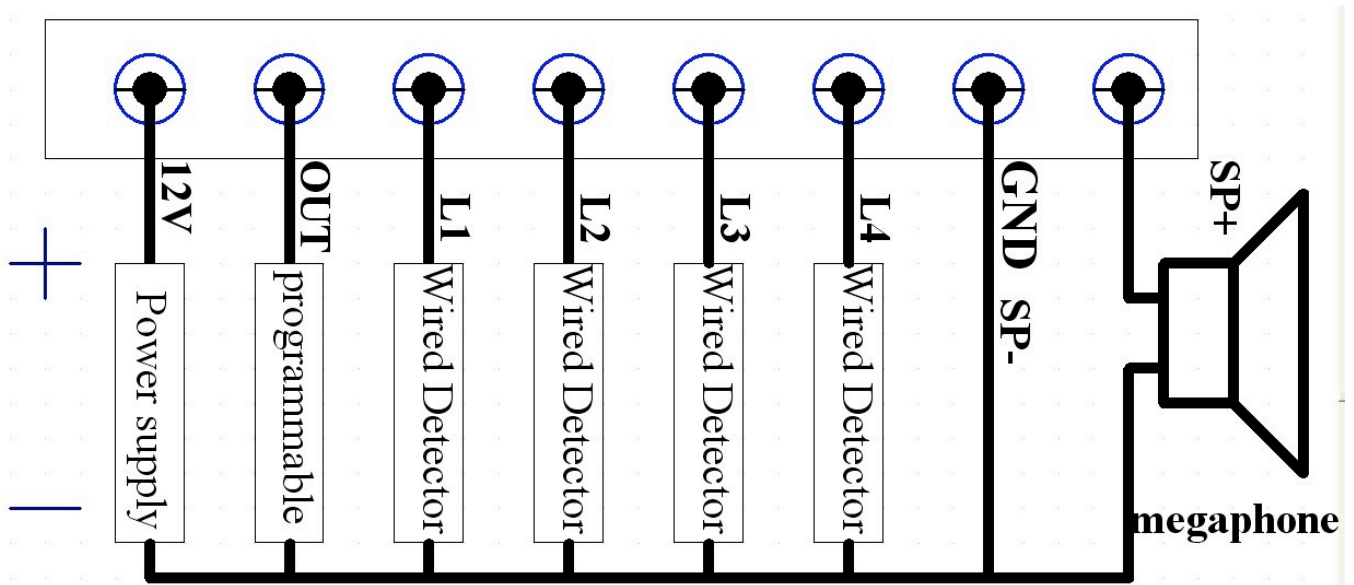 12V
OUT
L1
L2
L3
L4
GND SP-
SP+
Power supply
programmable
Wired Detector
Wired Detector
Wired Detector
Wired Detector
megaphone